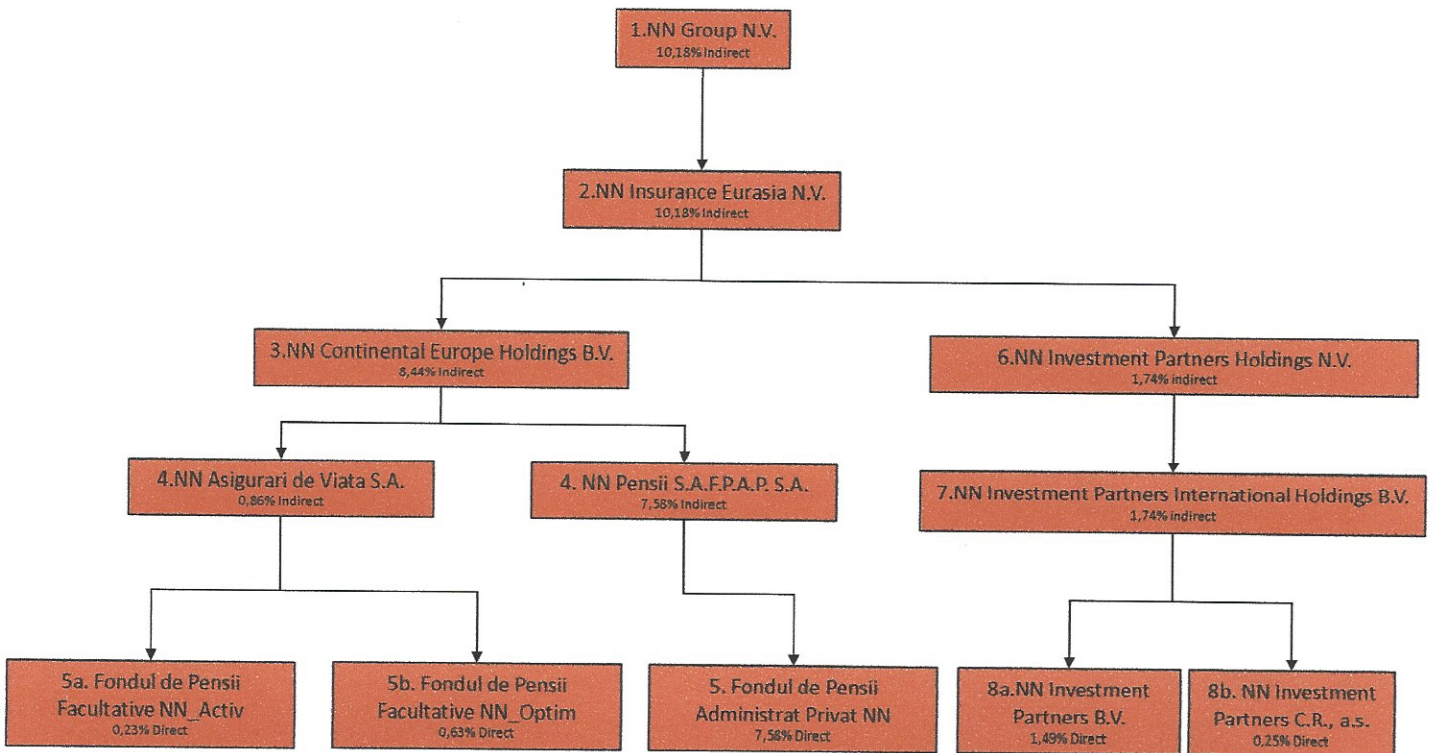 1.NN Group N.V.
10,18% Indirect
2.NN Insurance Eurasia N.V.
10,18% Indirect
3.NN Continental Europe Holdings B.V.
8,44% Indirect
6.NN Investment Partners Holdings N.V.
1,74% indirect
4.NN Asigurari de Viata S.A.
0,86% Indirect
4. NN Pensii S.A.F.P.A.P. S.A.
7,58% Indirect
7.NN Investment Partners International Holdings B.V.
1,74% indirect
5a. Fondul de Pensii
Facultative NN_Activ
0,23% Direct
5b. Fondul de Pensii
Facultative NN_Optim
0,63% Direct
5. Fondul de Pensii
Administrat Privat NN
7,58% Direct
8a.NN Investment
Partners B.V.
1,49% Direct
8b. NN Investment
Partners C.R., a.s.
0,25% Direct